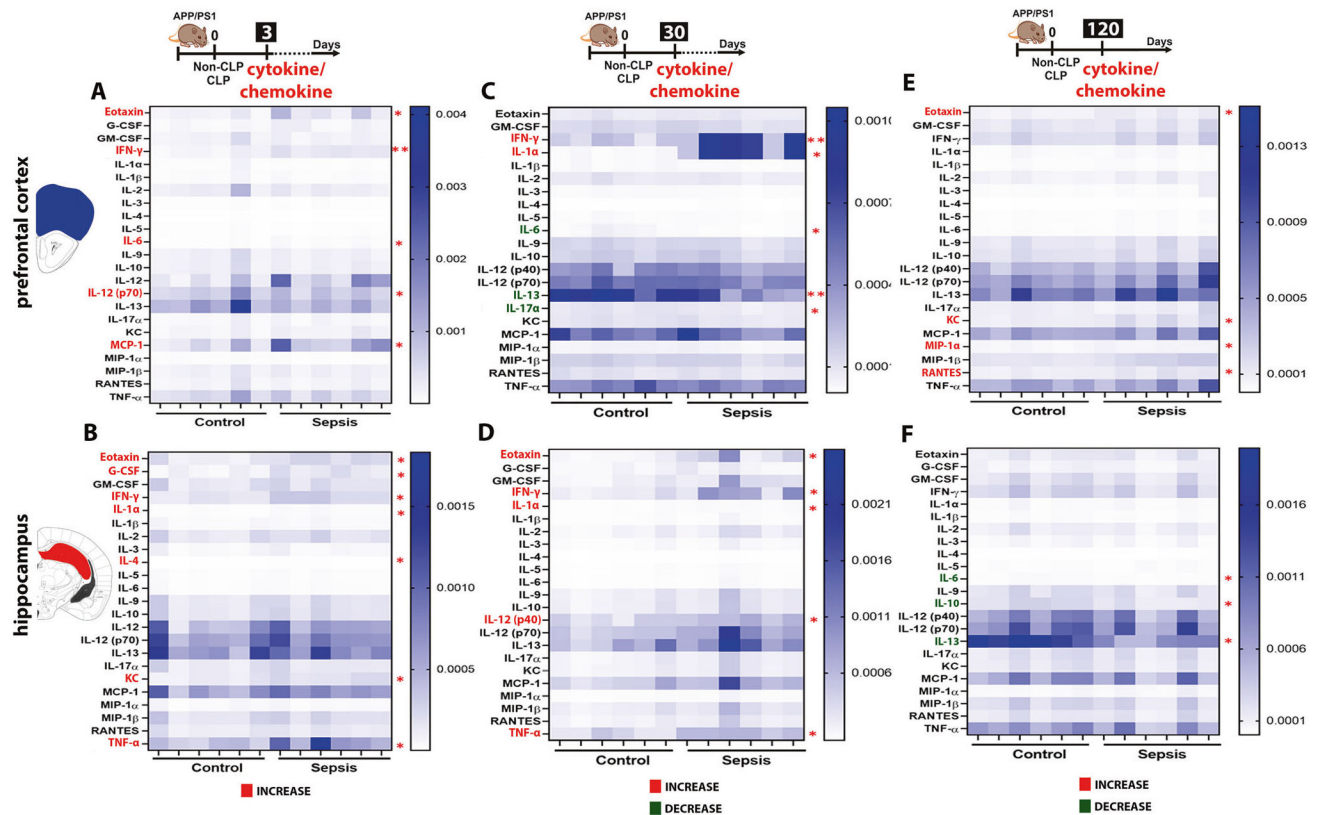 APP/PS1
0
3
Days
Non-CLP
CLP
cytokine/
chemokine
APP/PS1
0
30
Days
Non-CLP
CLP
cytokine/
chemokine
APP/PS1
0
120
Days
Non-CLP
CLP
cytokine/
chemokine
prefrontal cortex
A
Eotaxin *
G-CSF
GM-CSF
IFN-γ **
IL-1α
IL-1β
IL-2
IL-3
IL-4
IL-5
IL-6 *
IL-9
IL-10
IL-12
IL-12 (p70) *
IL-13
IL-17α
KC
MCP-1 *
MIP-1α
MIP-1β
RANTES
TNF-α
0.004
0.003
0.002
0.001
Control Sepsis
C
Eotaxin
GM-CSF
IFN-γ **
IL-1α *
IL-1β
IL-2
IL-3
IL-4
IL-5
IL-6 *
IL-9
IL-10
IL-12 (p40)
IL-12 (p70)
IL-13 **
IL-17α *
KC
MCP-1
MIP-1α
MIP-1β
RANTES
TNF-α
0.0010
0.0007
0.0004
0.0001
Control Sepsis
E
Eotaxin *
GM-CSF
IFN-γ
IL-1α
IL-1β
IL-2
IL-3
IL-4
IL-5
IL-6
IL-9
IL-10
IL-12 (p40)
IL-12 (p70)
IL-13
IL-17α
KC *
MCP-1
MIP-1α *
MIP-1β
RANTES *
TNF-α
0.0013
0.0009
0.0005
0.0001
Control Sepsis
hippocampus
B
Eotaxin *
G-CSF *
GM-CSF
IFN-γ *
IL-1α *
IL-1β
IL-2
IL-3
IL-4 *
IL-5
IL-6
IL-9
IL-10
IL-12
IL-12 (p70)
IL-13
IL-17α
KC *
MCP-1
MIP-1α
MIP-1β
RANTES
TNF-α *
0.0015
0.0010
0.0005
Control Sepsis
INCREASE
D
Eotaxin *
G-CSF
GM-CSF
IFN-γ *
IL-1α *
IL-1β
IL-2
IL-3
IL-4
IL-5
IL-6
IL-9
IL-10
IL-12 (p40) *
IL-12 (p70)
IL-13
IL-17α
KC
MCP-1
MIP-1α
MIP-1β
RANTES
TNF-α *
0.0021
0.0016
0.0011
0.0006
Control Sepsis
INCREASE
DECREASE
F
Eotaxin
G-CSF
GM-CSF
IFN-γ
IL-1α
IL-1β
IL-2
IL-3
IL-4
IL-5
IL-6 *
IL-9
IL-10 *
IL-12 (p40)
IL-12 (p70)
IL-13 *
IL-17α
KC
MCP-1
MIP-1α
MIP-1β
RANTES
TNF-α
0.0016
0.0011
0.0006
0.0001
Control Sepsis
INCREASE
DECREASE